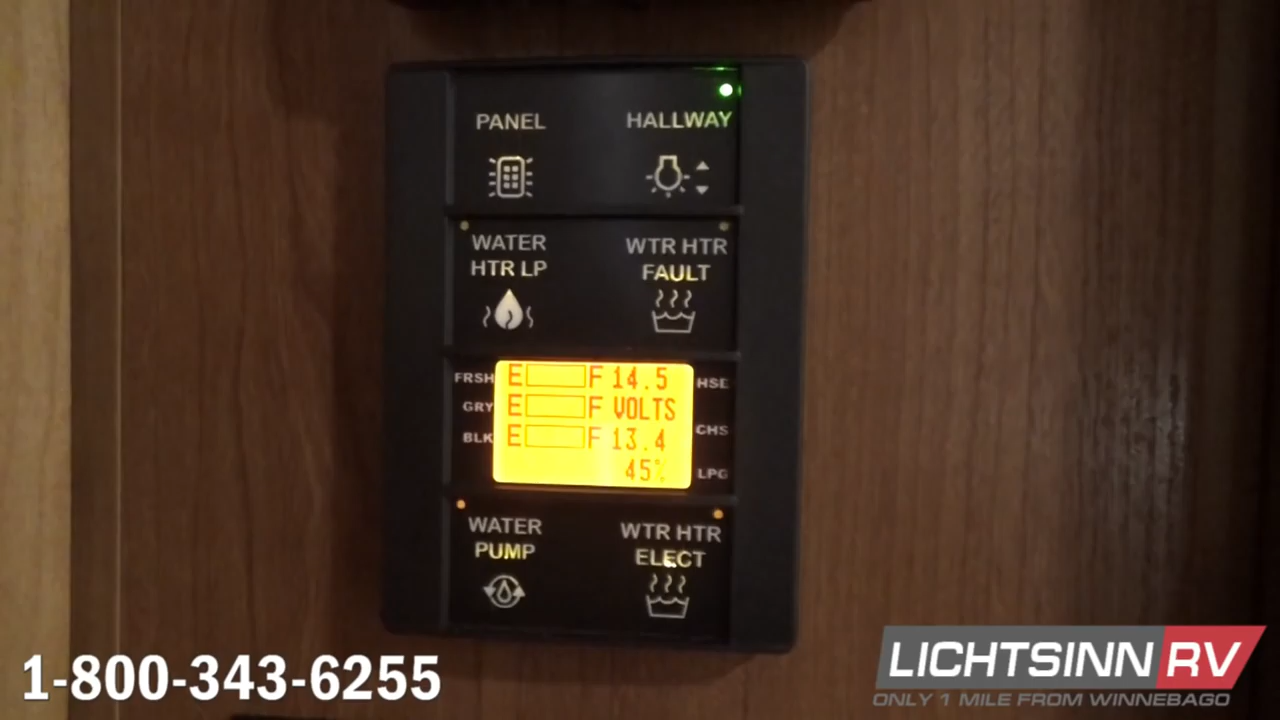 PANEL HALLWAY
WATER HTR LP
WTR HTR FAULT
FRSH E F 14.5 HSE
GRY E F VOLTS
CHS
BLK E F 13.4
45% LPG
WATER PUMP
WTR HTR ELECT
1-800-343-6255
LICHTSINN RV
ONLY 1 MILE FROM WINNEBAGO